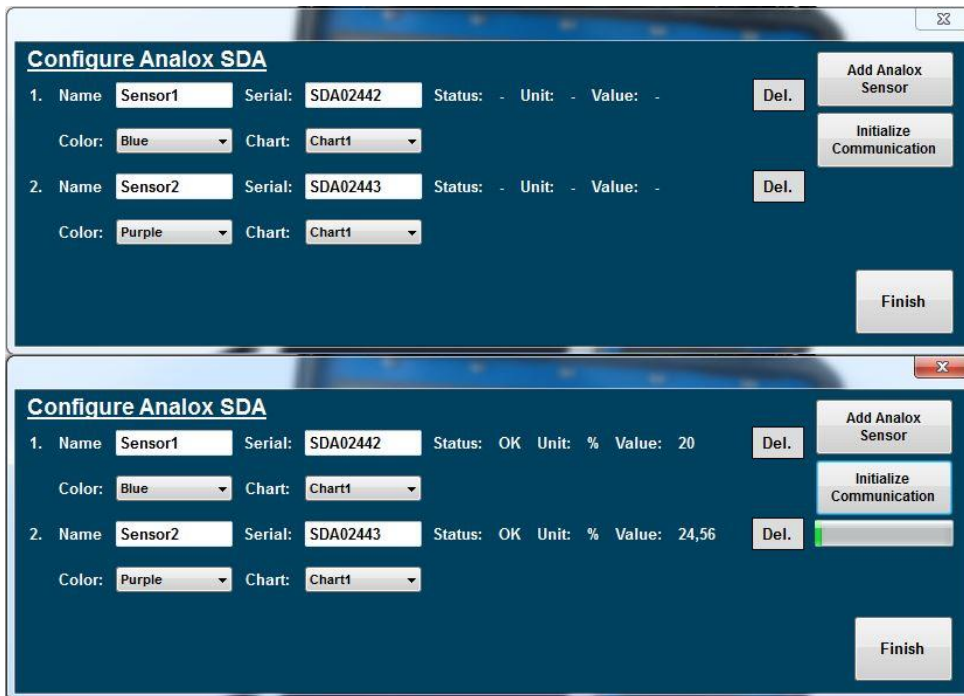 Configure Analox SDA
1. Name Sensor1 Serial: SDA02442 Status: - Unit: - Value: - Del.
Add Analox
Sensor
Color: Blue Chart: Chart1
Initialize
Communication
2. Name Sensor2 Serial: SDA02443 Status: - Unit: - Value: - Del.
Color: Purple Chart: Chart1
Finish
Configure Analox SDA
1. Name Sensor1 Serial: SDA02442 Status: OK Unit: % Value: 20 Del.
Add Analox
Sensor
Color: Blue Chart: Chart1
Initialize
Communication
2. Name Sensor2 Serial: SDA02443 Status: OK Unit: % Value: 24,56 Del.
Color: Purple Chart: Chart1
Finish